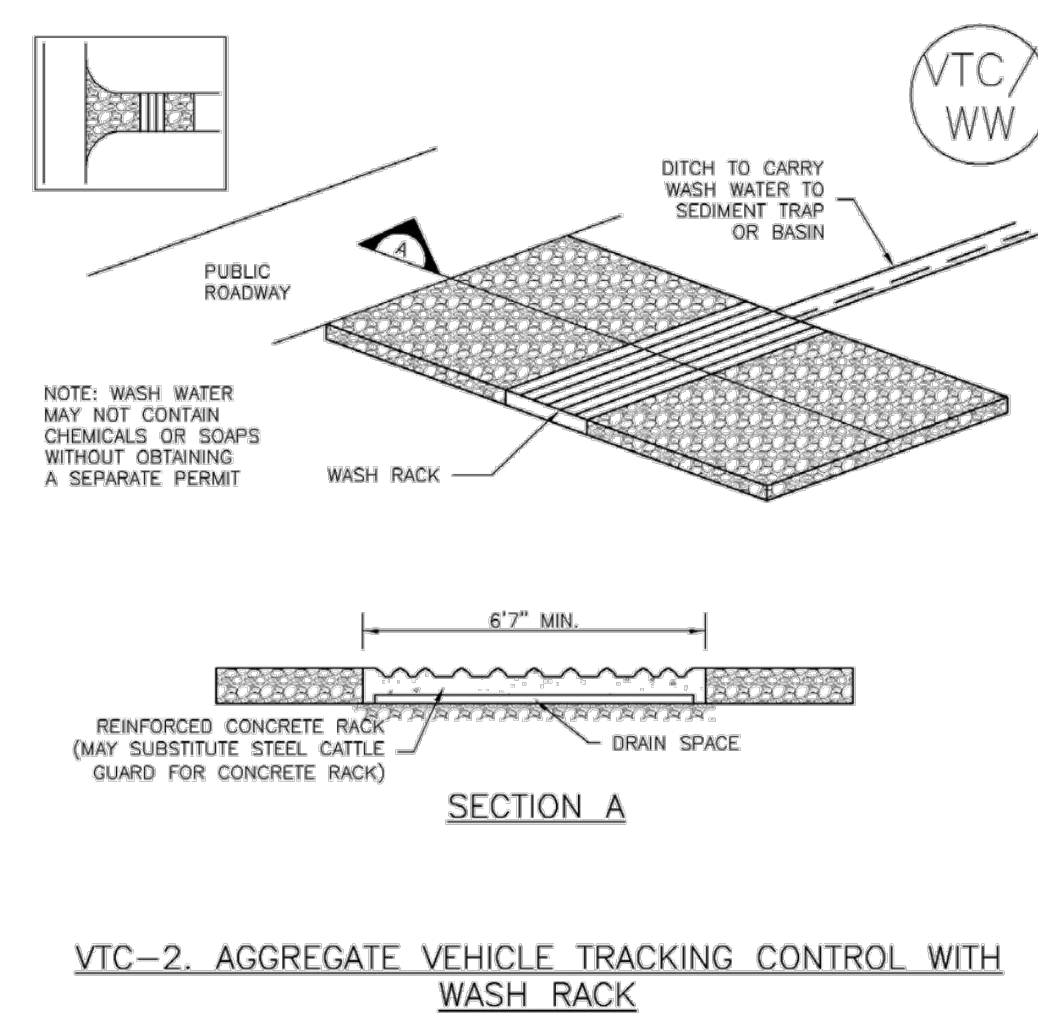 VTC/
WW
DITCH TO CARRY
WASH WATER TO
SEDIMENT TRAP
OR BASIN
A
PUBLIC
ROADWAY
NOTE: WASH WATER
MAY NOT CONTAIN
CHEMICALS OR SOAPS
WITHOUT OBTAINING
A SEPARATE PERMIT
WASH RACK
6'7" MIN.
REINFORCED CONCRETE RACK
(MAY SUBSTITUTE STEEL CATTLE
GUARD FOR CONCRETE RACK)
DRAIN SPACE
SECTION A
VTC-2. AGGREGATE VEHICLE TRACKING CONTROL WITH
WASH RACK